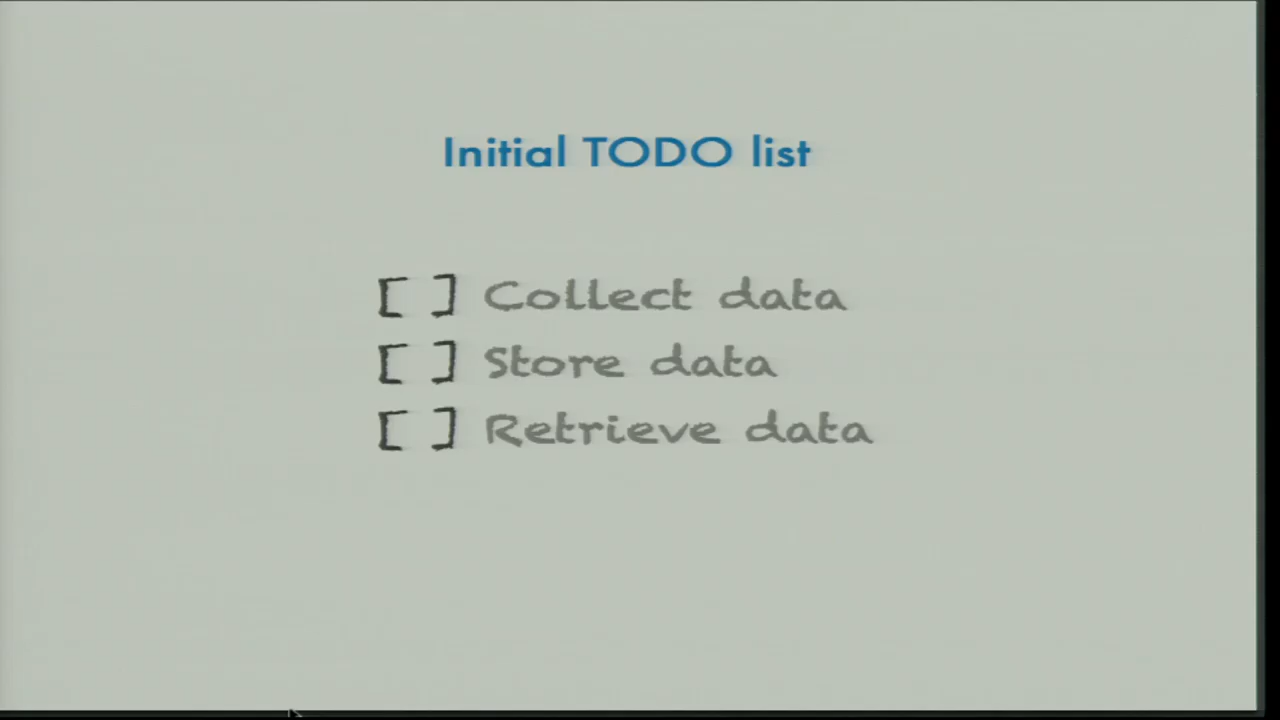 Initial TODO list
[ ] Collect data
[ ] Store data
[ ] Retrieve data